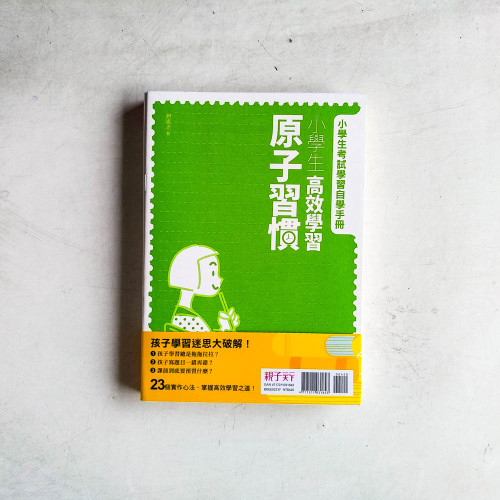 小學生考試學習自學手冊
小學生高效學習
原子習慣
上
孩子學習迷思大破解！
1 孩子學習總是拖拖拉拉？
2 孩子寫題目一錯再錯？
3 課前到底要預習什麼？
23個實作心法，掌握高效學習之道！
親子天下